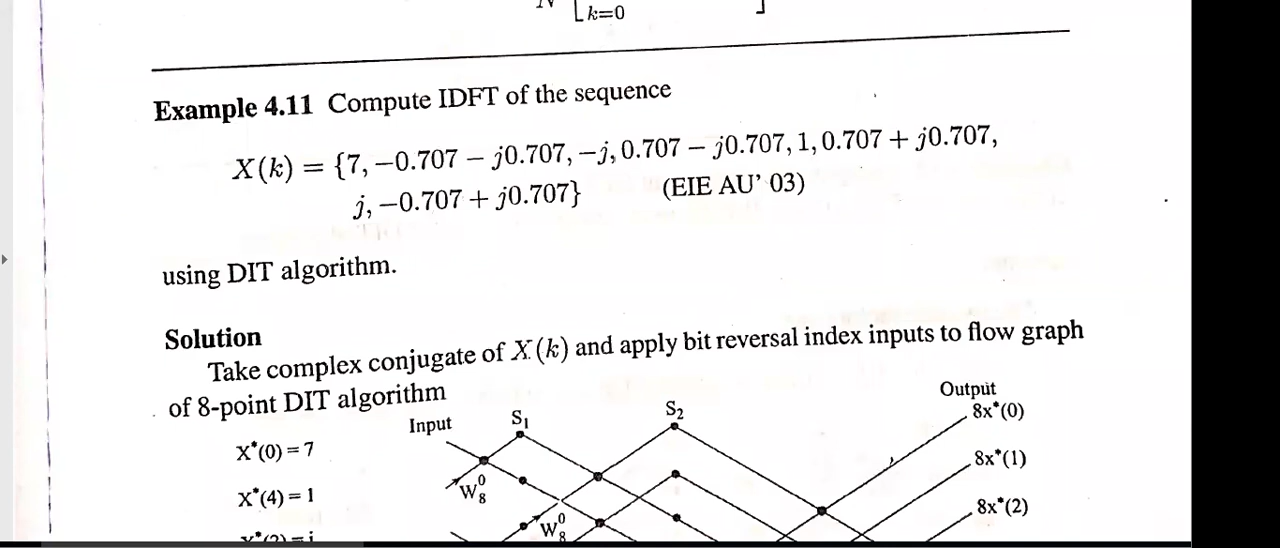 N [k=0 ]
Example 4.11 Compute IDFT of the sequence
X(k) = {7, −0.707 − j0.707, −j, 0.707 − j0.707, 1, 0.707 + j0.707,
j, −0.707 + j0.707} (EIE AU' 03)
using DIT algorithm.
Solution
Take complex conjugate of X(k) and apply bit reversal index inputs to flow graph
of 8-point DIT algorithm
Input S₁ S₂ Output
8x*(0)
X*(0) = 7
8x*(1)
W₈⁰
X*(4) = 1
8x*(2)
W₈⁰